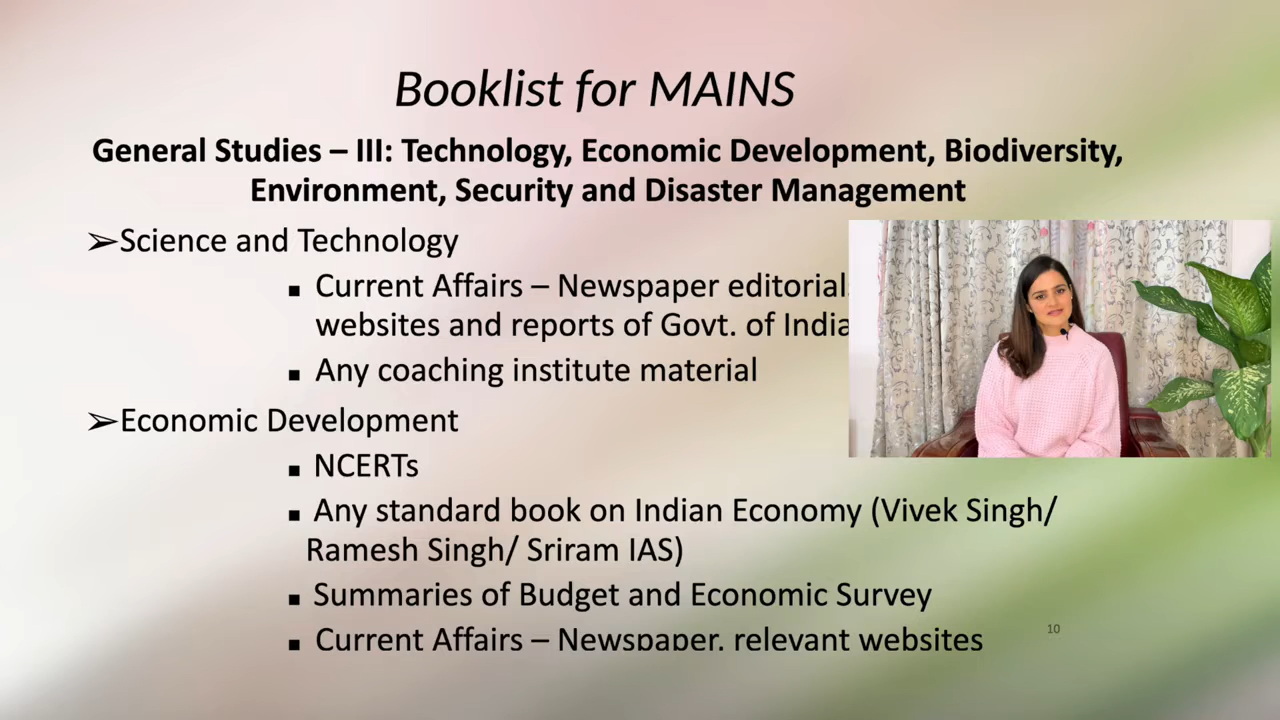 Booklist for MAINS
General Studies – III: Technology, Economic Development, Biodiversity,
Environment, Security and Disaster Management
➢Science and Technology
▪ Current Affairs – Newspaper editorial
websites and reports of Govt. of India
▪ Any coaching institute material
➢Economic Development
▪ NCERTs
▪ Any standard book on Indian Economy (Vivek Singh/
Ramesh Singh/ Sriram IAS)
▪ Summaries of Budget and Economic Survey
▪ Current Affairs – Newspaper, relevant websites
10